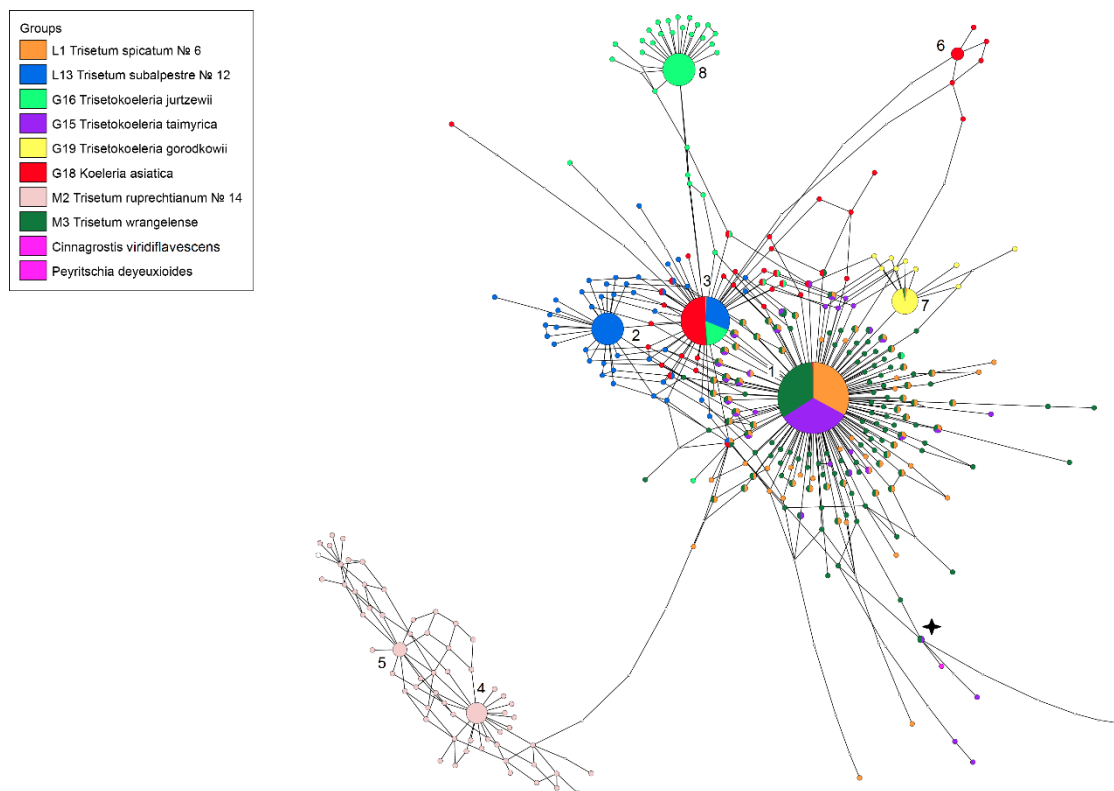 Groups
L1 Trisetum spicatum № 6
L13 Trisetum subalpestre № 12
G16 Trisetokoeleria jurtzewii
G15 Trisetokoeleria taimyrica
G19 Trisetokoeleria gorodkowii
G18 Koeleria asiatica
M2 Trisetum ruprechtianum № 14
M3 Trisetum wrangelense
Cinnagrostis viridiflavescens
Peyritschia deyeuxioides
6
8
3
7
2
1
5
4